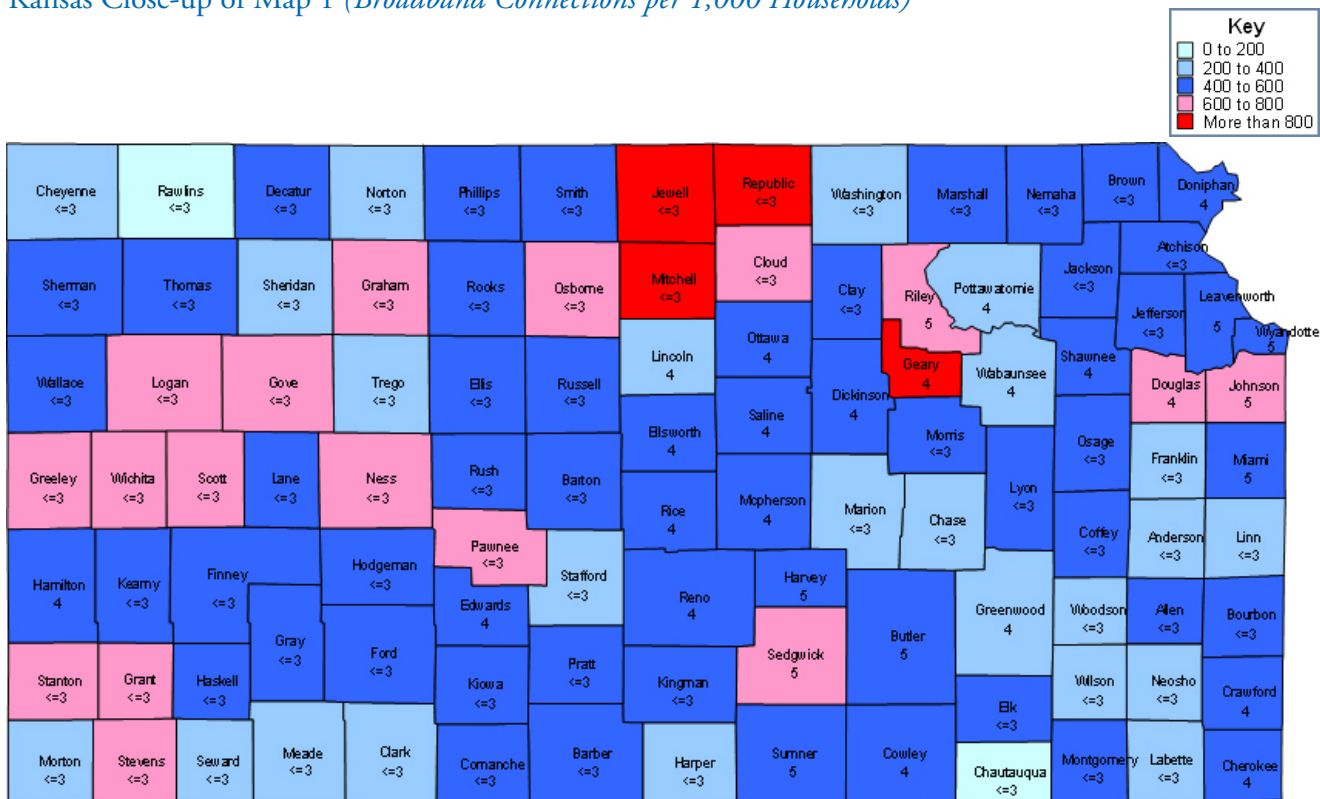 Kansas Close-up of Map 1 (Broadband Connections per 1,000 Households)
Key
0 to 200
200 to 400
400 to 600
600 to 800
More than 800
Cheyenne
<=3
Rawlins
<=3
Decatur
<=3
Norton
<=3
Phillips
<=3
Smith
<=3
Jewell
<=3
Republic
<=3
Washington
<=3
Marshall
<=3
Nemaha
<=3
Brown
<=3
Doniphan
4
Sherman
<=3
Thomas
<=3
Sheridan
<=3
Graham
<=3
Rooks
<=3
Osborne
<=3
Mitchell
<=3
Cloud
<=3
Clay
<=3
Riley
5
Pottawatomie
4
Jackson
<=3
Atchison
<=3
Jefferson
<=3
Leavenworth
5
Wyandotte
5
Wallace
<=3
Logan
<=3
Gove
<=3
Trego
<=3
Ellis
<=3
Russell
<=3
Lincoln
4
Ottawa
4
Dickinson
4
Geary
4
Wabaunsee
4
Shawnee
4
Douglas
4
Johnson
5
Greeley
<=3
Wichita
<=3
Scott
<=3
Lane
<=3
Ness
<=3
Rush
<=3
Barton
<=3
Ellsworth
4
Saline
4
Morris
<=3
Osage
<=3
Franklin
<=3
Miami
5
Rice
4
Mcpherson
4
Marion
<=3
Chase
<=3
Lyon
<=3
Coffey
<=3
Anderson
<=3
Linn
<=3
Hamilton
4
Kearny
<=3
Finney
<=3
Hodgeman
<=3
Pawnee
<=3
Stafford
<=3
Edwards
4
Reno
4
Harvey
5
Butler
5
Greenwood
4
Woodson
<=3
Allen
<=3
Bourbon
<=3
Stanton
<=3
Grant
<=3
Haskell
<=3
Gray
<=3
Ford
<=3
Kiowa
<=3
Pratt
<=3
Kingman
<=3
Sedgwick
5
Elk
<=3
Wilson
<=3
Neosho
<=3
Crawford
4
Morton
<=3
Stevens
<=3
Seward
<=3
Meade
<=3
Clark
<=3
Comanche
<=3
Barber
<=3
Harper
<=3
Sumner
5
Cowley
4
Chautauqua
<=3
Montgomery
<=3
Labette
<=3
Cherokee
4